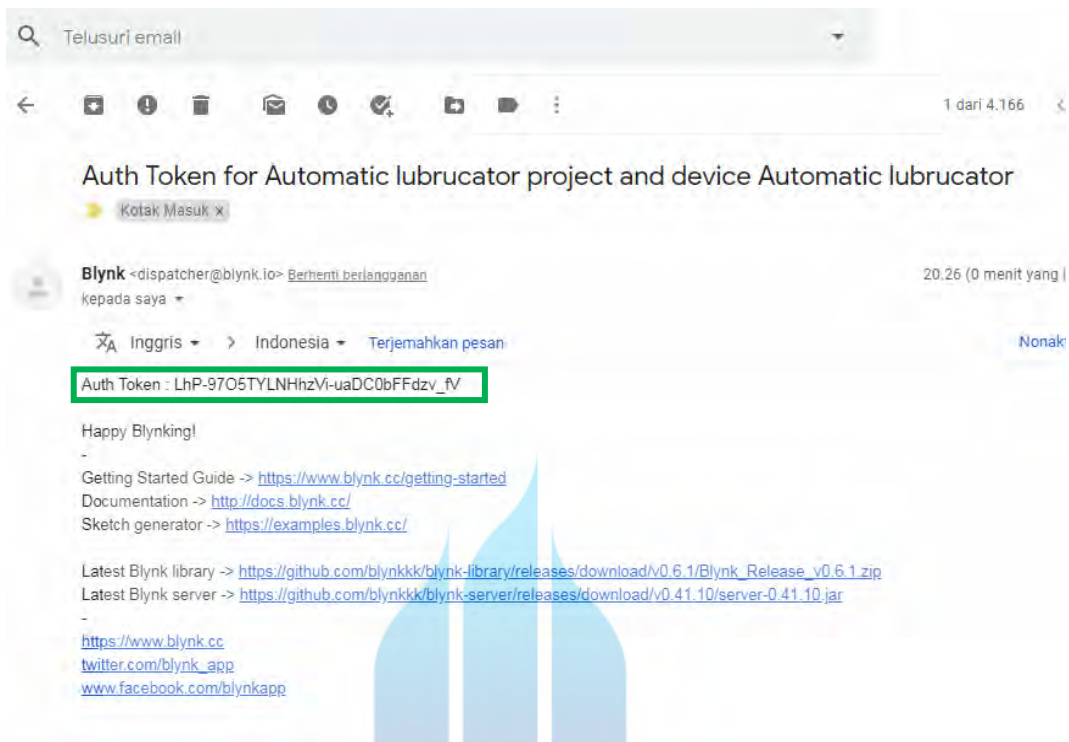 Telusuri email
1 dari 4.166
Auth Token for Automatic lubrucator project and device Automatic lubrucator
Kotak Masuk x
Blynk <dispatcher@blynk.io> Berhenti berlangganan
20.26 (0 menit yang l
kepada saya
Inggris > Indonesia Terjemahkan pesan
Nonakt
Auth Token : LhP-97O5TYLNHhzVi-uaDC0bFFdzv_fV
Happy Blynking!
-
Getting Started Guide -> https://www.blynk.cc/getting-started
Documentation -> http://docs.blynk.cc/
Sketch generator -> https://examples.blynk.cc/
Latest Blynk library -> https://github.com/blynkkk/blynk-library/releases/download/v0.6.1/Blynk_Release_v0.6.1.zip
Latest Blynk server -> https://github.com/blynkkk/blynk-server/releases/download/v0.41.10/server-0.41.10.jar
-
https://www.blynk.cc
twitter.com/blynk_app
www.facebook.com/blynkapp